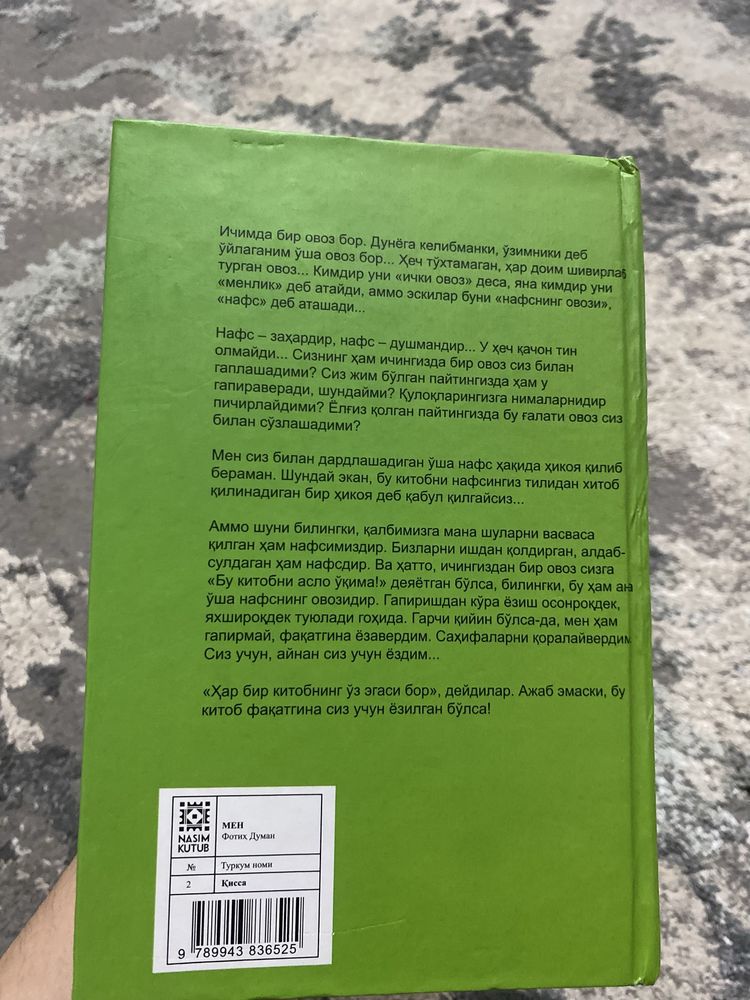 Ичимда бир овоз бор. Дунёга келибманки, ўзимники деб
ўйлаганим ўша овоз бор... Ҳеч тўхтамаган, ҳар доим шивирлаб
турган овоз... Кимдир уни «ички овоз» деса, яна кимдир уни
«менлик» деб атайди, аммо эскилар буни «нафснинг овози»,
«нафс» деб аташади...
Нафс – заҳардир, нафс – душмандир... У ҳеч қачон тин
олмайди... Сизнинг ҳам ичингизда бир овоз сиз билан
гаплашадими? Сиз жим бўлган пайтингизда ҳам у
гапираверади, шундайми? Қулоқларингизга нималарнидир
пичирлайдими? Ёлғиз қолган пайтингизда бу ғалати овоз сиз
билан сўзлашадими?
Мен сиз билан дардлашадиган ўша нафс ҳақида ҳикоя қилиб
бераман. Шундай экан, бу китобни нафсингиз тилидан хитоб
қилинадиган бир ҳикоя деб қабул қилгайсиз...
Аммо шуни билингки, қалбимизга мана шуларни васваса
қилган ҳам нафсимиздир. Бизларни ишдан қолдирган, алдаб-
сулдаган ҳам нафсдир. Ва ҳатто, ичингиздан бир овоз сизга
«Бу китобни асло ўқима!» деяётган бўлса, билингки, бу ҳам
ўша нафснинг овозидир. Гапиришдан кўра ёзиш осонроқдек,
яхшироқдек туюлади гоҳида. Гарчи қийин бўлса-да, мен ҳам
гапирмай, фақатгина ёзавердим. Саҳифаларни қоралайвердим
Сиз учун, айнан сиз учун ёздим...
«Ҳар бир китобнинг ўз эгаси бор», дейдилар. Ажаб эмаски, бу
китоб фақатгина сиз учун ёзилган бўлса!
NASIM
KUTUB
МЕН
Фотиҳ Думан
№ Туркум номи
2 Қисса
9 789943 836525